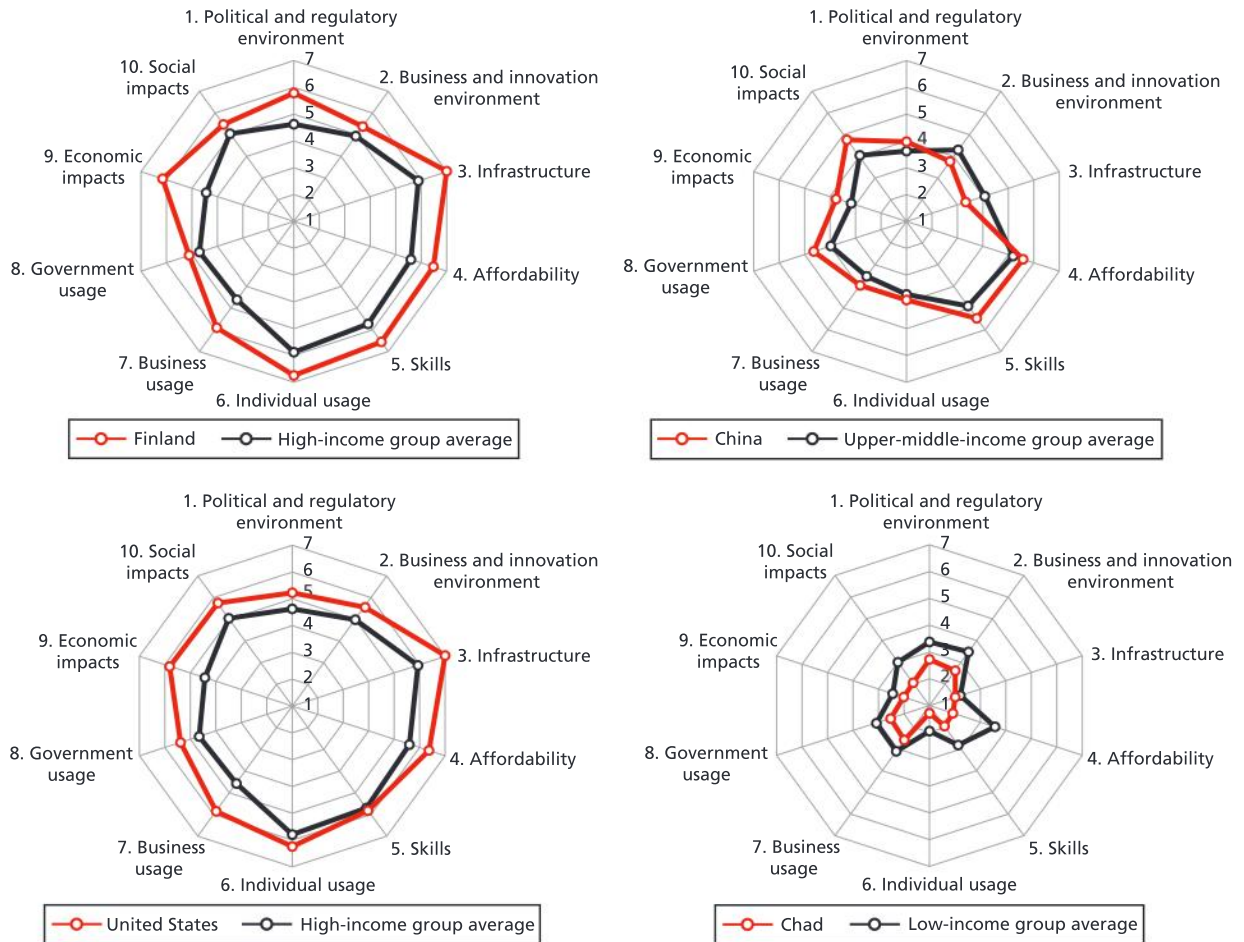 1. Political and regulatory
environment
7
6
5
4
3
2
1
2. Business and innovation
environment
3. Infrastructure
4. Affordability
5. Skills
6. Individual usage
7. Business
usage
8. Government
usage
9. Economic
impacts
10. Social
impacts
Finland
High-income group average
1. Political and regulatory
environment
7
6
5
4
3
2
1
2. Business and innovation
environment
3. Infrastructure
4. Affordability
5. Skills
6. Individual usage
7. Business
usage
8. Government
usage
9. Economic
impacts
10. Social
impacts
China
Upper-middle-income group average
1. Political and regulatory
environment
7
6
5
4
3
2
1
2. Business and innovation
environment
3. Infrastructure
4. Affordability
5. Skills
6. Individual usage
7. Business
usage
8. Government
usage
9. Economic
impacts
10. Social
impacts
United States
High-income group average
1. Political and regulatory
environment
7
6
5
4
3
2
1
2. Business and innovation
environment
3. Infrastructure
4. Affordability
5. Skills
6. Individual usage
7. Business
usage
8. Government
usage
9. Economic
impacts
10. Social
impacts
Chad
Low-income group average